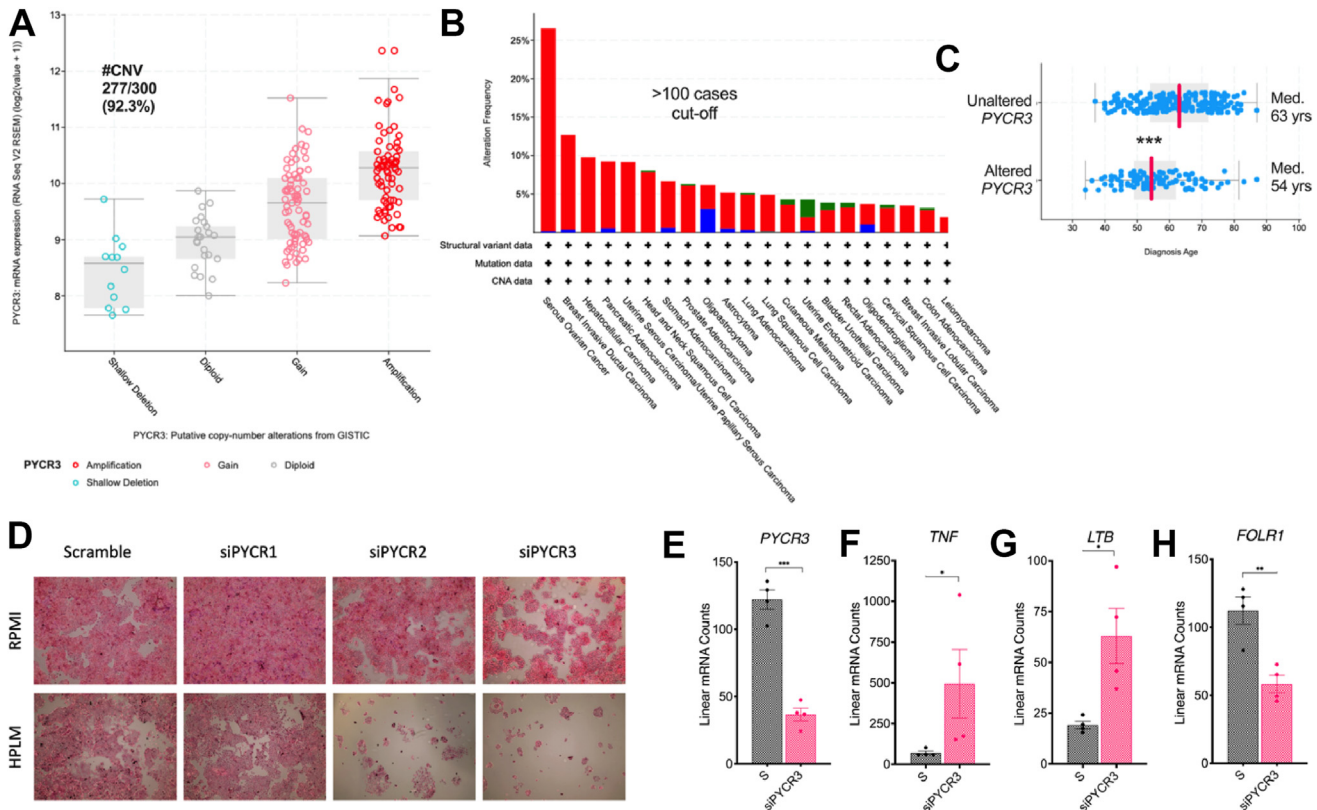 A
PYCR3: mRNA expression (RNA Seq V2 RSEM) (log2(value + 1))
13
12
11
10
9
8
#CNV
277/300
(92.3%)
Shallow Deletion
Diploid
Gain
Amplification
PYCR3: Putative copy-number alterations from GISTIC
PYCR3
Amplification
Gain
Diploid
Shallow Deletion
B
Alteration Frequency
25%
20%
15%
10%
5%
>100 cases
cut-off
Structural variant data
Mutation data
CNA data
Serous Ovarian Cancer
Breast Invasive Ductal Carcinoma
Hepatocellular Carcinoma
Pancreatic Adenocarcinoma
Uterine Serous Carcinoma/Uterine Papillary Serous Carcinoma
Head and Neck Squamous Cell Carcinoma
Stomach Adenocarcinoma
Prostate Adenocarcinoma
Oligoastrocytoma
Astrocytoma
Lung Adenocarcinoma
Lung Squamous Cell Carcinoma
Cutaneous Melanoma
Uterine Endometrioid Carcinoma
Bladder Urothelial Carcinoma
Rectal Adenocarcinoma
Oligodendroglioma
Cervical Squamous Cell Carcinoma
Breast Invasive Lobular Carcinoma
Colon Adenocarcinoma
Leiomyosarcoma
C
Unaltered
PYCR3
Med.
63 yrs
***
Altered
PYCR3
Med.
54 yrs
30 40 50 60 70 80 90 100
Diagnosis Age
D
Scramble siPYCR1 siPYCR2 siPYCR3
RPMI
HPLM
E
PYCR3
***
Linear mRNA Counts
150
100
50
0
S
siPYCR3
F
TNF
*
Linear mRNA Counts
1250
1000
750
500
250
0
S
siPYCR3
G
LTB
*
Linear mRNA Counts
100
75
50
25
0
S
siPYCR3
H
FOLR1
**
Linear mRNA Counts
150
100
50
0
S
siPYCR3